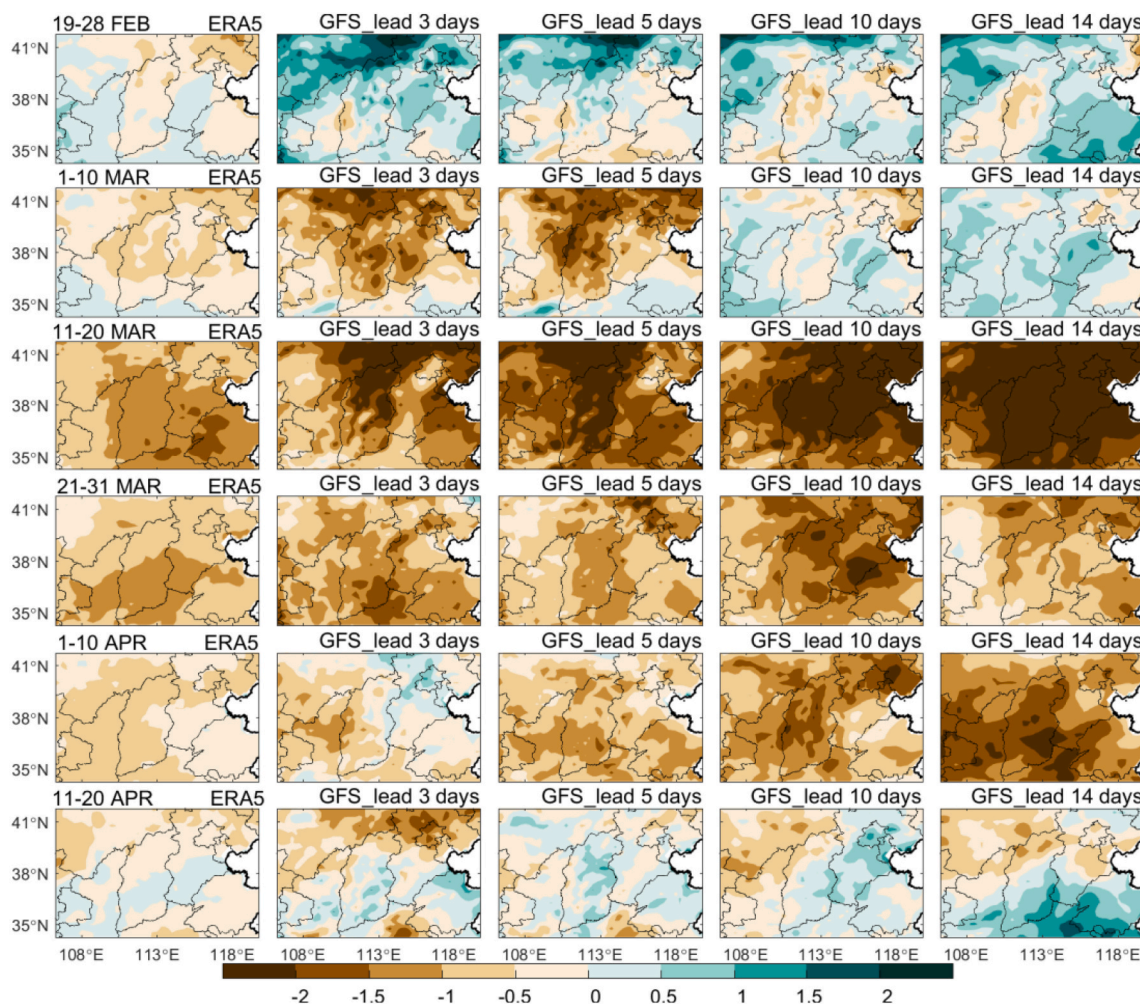 19-28 FEB ERA5 GFS_lead 3 days GFS_lead 5 days GFS_lead 10 days GFS_lead 14 days
41°N
38°N
35°N
1-10 MAR ERA5 GFS_lead 3 days GFS_lead 5 days GFS_lead 10 days GFS_lead 14 days
41°N
38°N
35°N
11-20 MAR ERA5 GFS_lead 3 days GFS_lead 5 days GFS_lead 10 days GFS_lead 14 days
41°N
38°N
35°N
21-31 MAR ERA5 GFS_lead 3 days GFS_lead 5 days GFS_lead 10 days GFS_lead 14 days
41°N
38°N
35°N
1-10 APR ERA5 GFS_lead 3 days GFS_lead 5 days GFS_lead 10 days GFS_lead 14 days
41°N
38°N
35°N
11-20 APR ERA5 GFS_lead 3 days GFS_lead 5 days GFS_lead 10 days GFS_lead 14 days
41°N
38°N
35°N
108°E 113°E 118°E 108°E 113°E 118°E 108°E 113°E 118°E 108°E 113°E 118°E 108°E 113°E 118°E
-2 -1.5 -1 -0.5 0 0.5 1 1.5 2